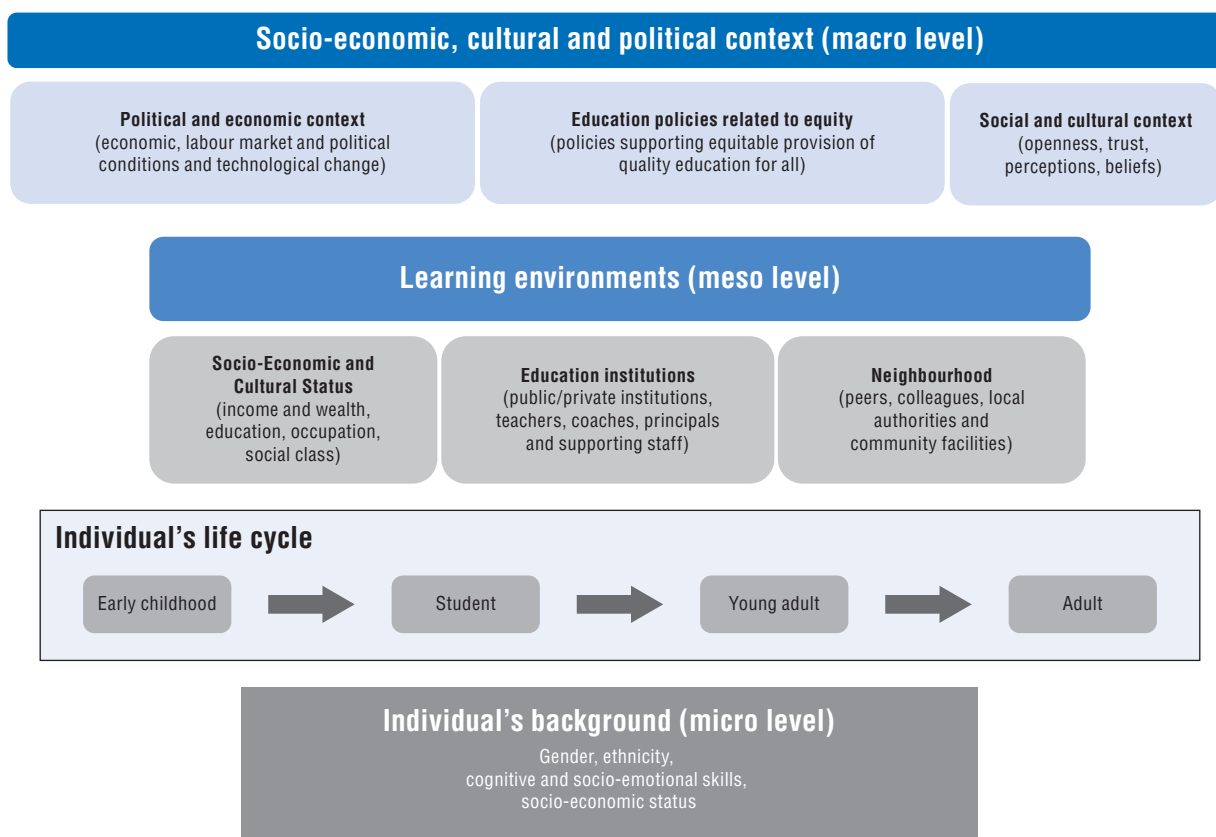 Socio-economic, cultural and political context (macro level)
Political and economic context
(economic, labour market and political
conditions and technological change)
Education policies related to equity
(policies supporting equitable provision of
quality education for all)
Social and cultural context
(openness, trust,
perceptions, beliefs)
Learning environments (meso level)
Socio-Economic and
Cultural Status
(income and wealth,
education, occupation,
social class)
Education institutions
(public/private institutions,
teachers, coaches, principals
and supporting staff)
Neighbourhood
(peers, colleagues, local
authorities and
community facilities)
Individual’s life cycle
Early childhood
Student
Young adult
Adult
Individual’s background (micro level)
Gender, ethnicity,
cognitive and socio-emotional skills,
socio-economic status